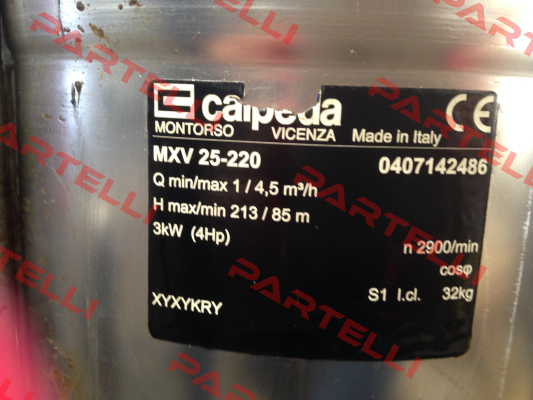 calpeda CE
MONTORSO VICENZA Made in Italy
MXV 25-220 0407142486
Q min/max 1 / 4,5 m³/h
H max/min 213 / 85 m
3kW (4Hp) n 2900/min
cosφ
S1 I.cl. 32kg
XYXYKRY
PARTELLI
PARTELLI
PARTELLI
PARTELLI
PARTELLI